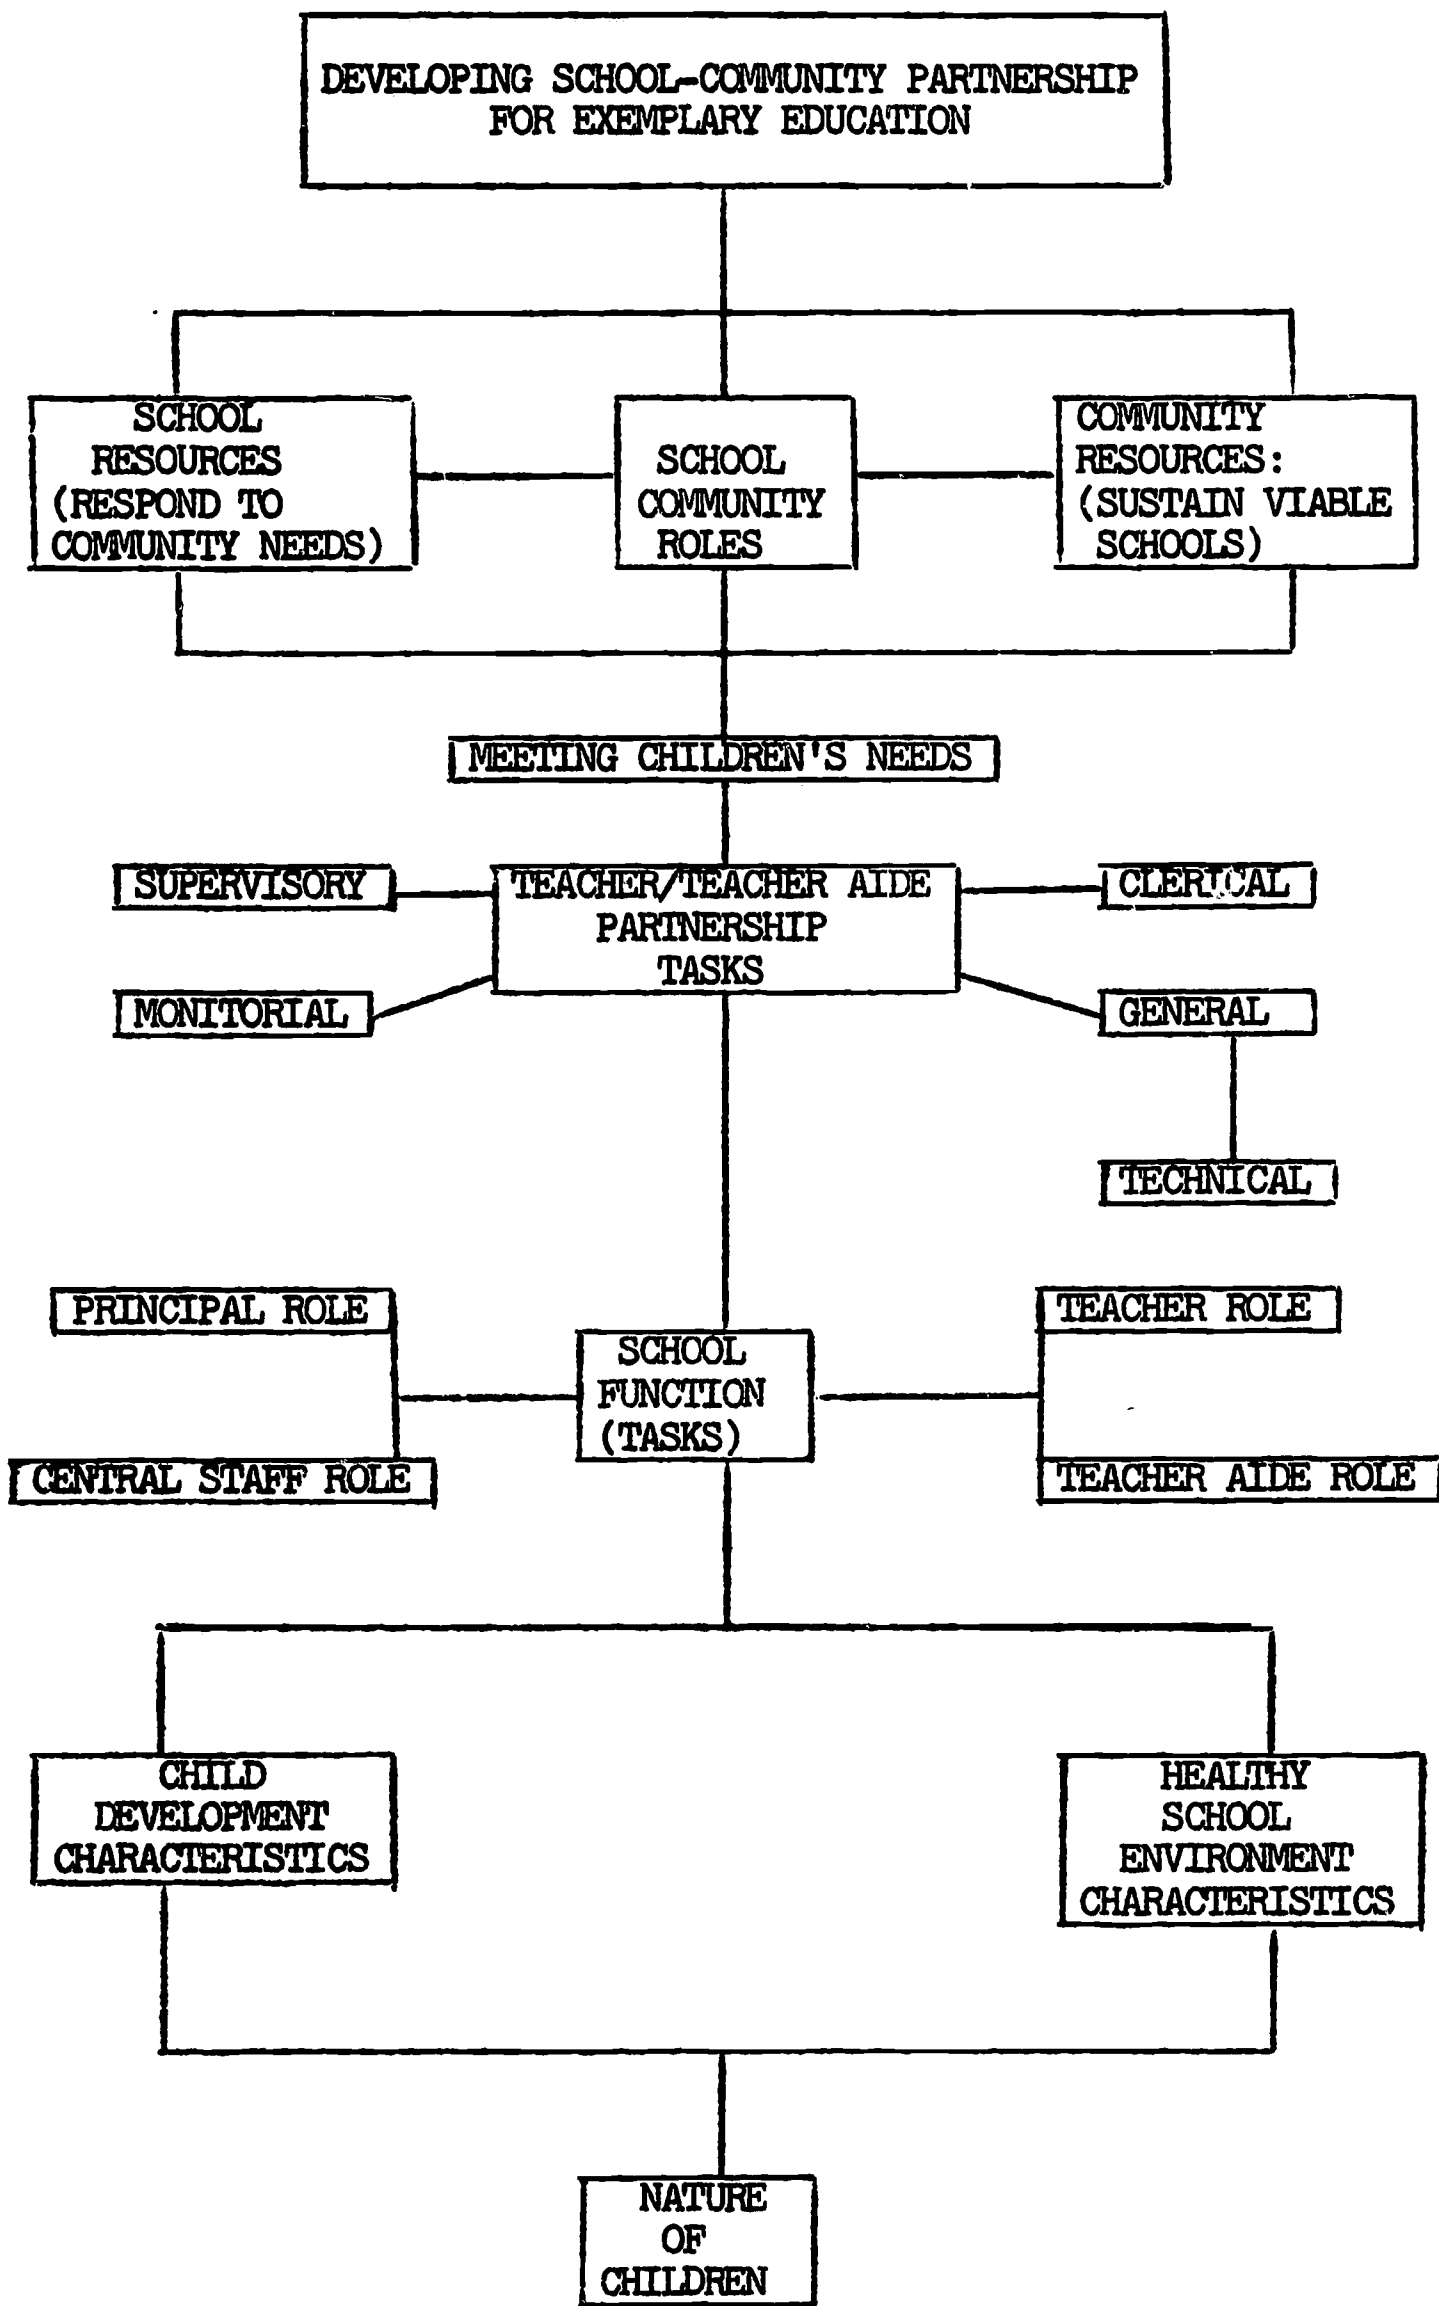 DEVELOPING SCHOOL-COMMUNITY PARTNERSHIP
FOR EXEMPLARY EDUCATION
SCHOOL
RESOURCES
(RESPOND TO
COMMUNITY NEEDS)
SCHOOL
COMMUNITY
ROLES
COMMUNITY
RESOURCES:
(SUSTAIN VIABLE
SCHOOLS)
MEETING CHILDREN'S NEEDS
SUPERVISORY
TEACHER/TEACHER AIDE
PARTNERSHIP
TASKS
CLERICAL
MONITORIAL
GENERAL
TECHNICAL
PRINCIPAL ROLE
TEACHER ROLE
SCHOOL
FUNCTION
(TASKS)
CENTRAL STAFF ROLE
TEACHER AIDE ROLE
CHILD
DEVELOPMENT
CHARACTERISTICS
HEALTHY
SCHOOL
ENVIRONMENT
CHARACTERISTICS
NATURE
OF
CHILDREN